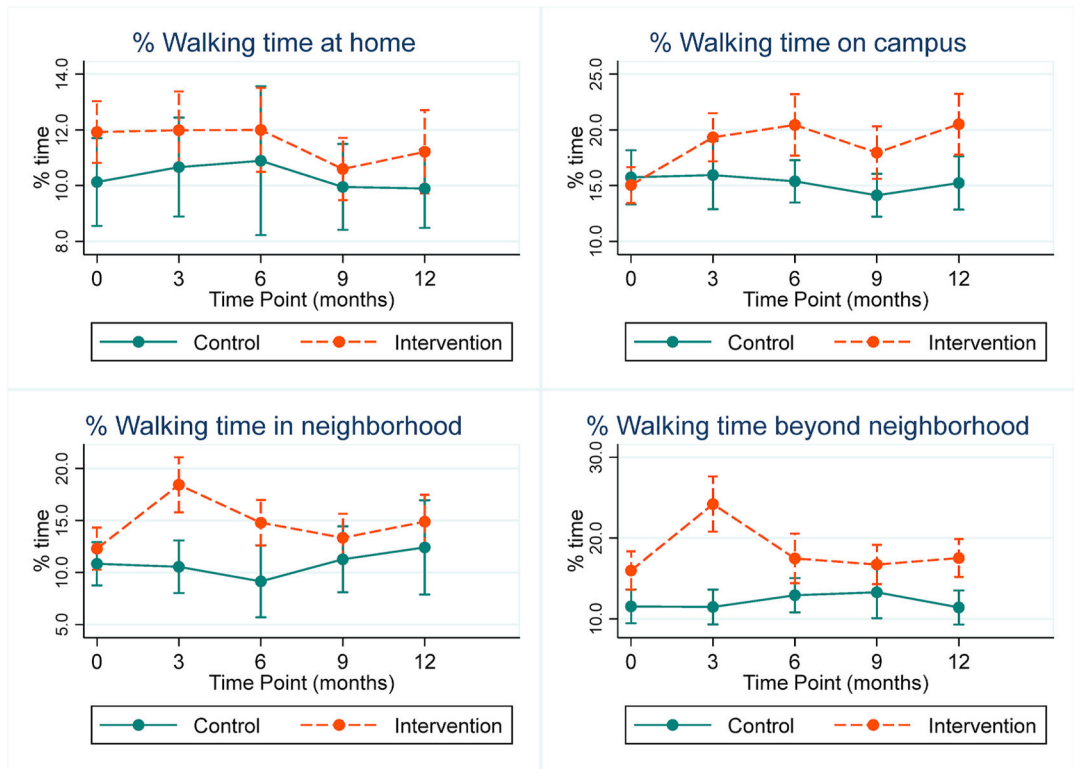 % Walking time at home
14.0
12.0
10.0
8.0
% time
0 3 6 9 12
Time Point (months)
Control Intervention
% Walking time on campus
25.0
20.0
15.0
10.0
% time
0 3 6 9 12
Time Point (months)
Control Intervention
% Walking time in neighborhood
20.0
15.0
10.0
5.0
% time
0 3 6 9 12
Time Point (months)
Control Intervention
% Walking time beyond neighborhood
30.0
20.0
10.0
% time
0 3 6 9 12
Time Point (months)
Control Intervention